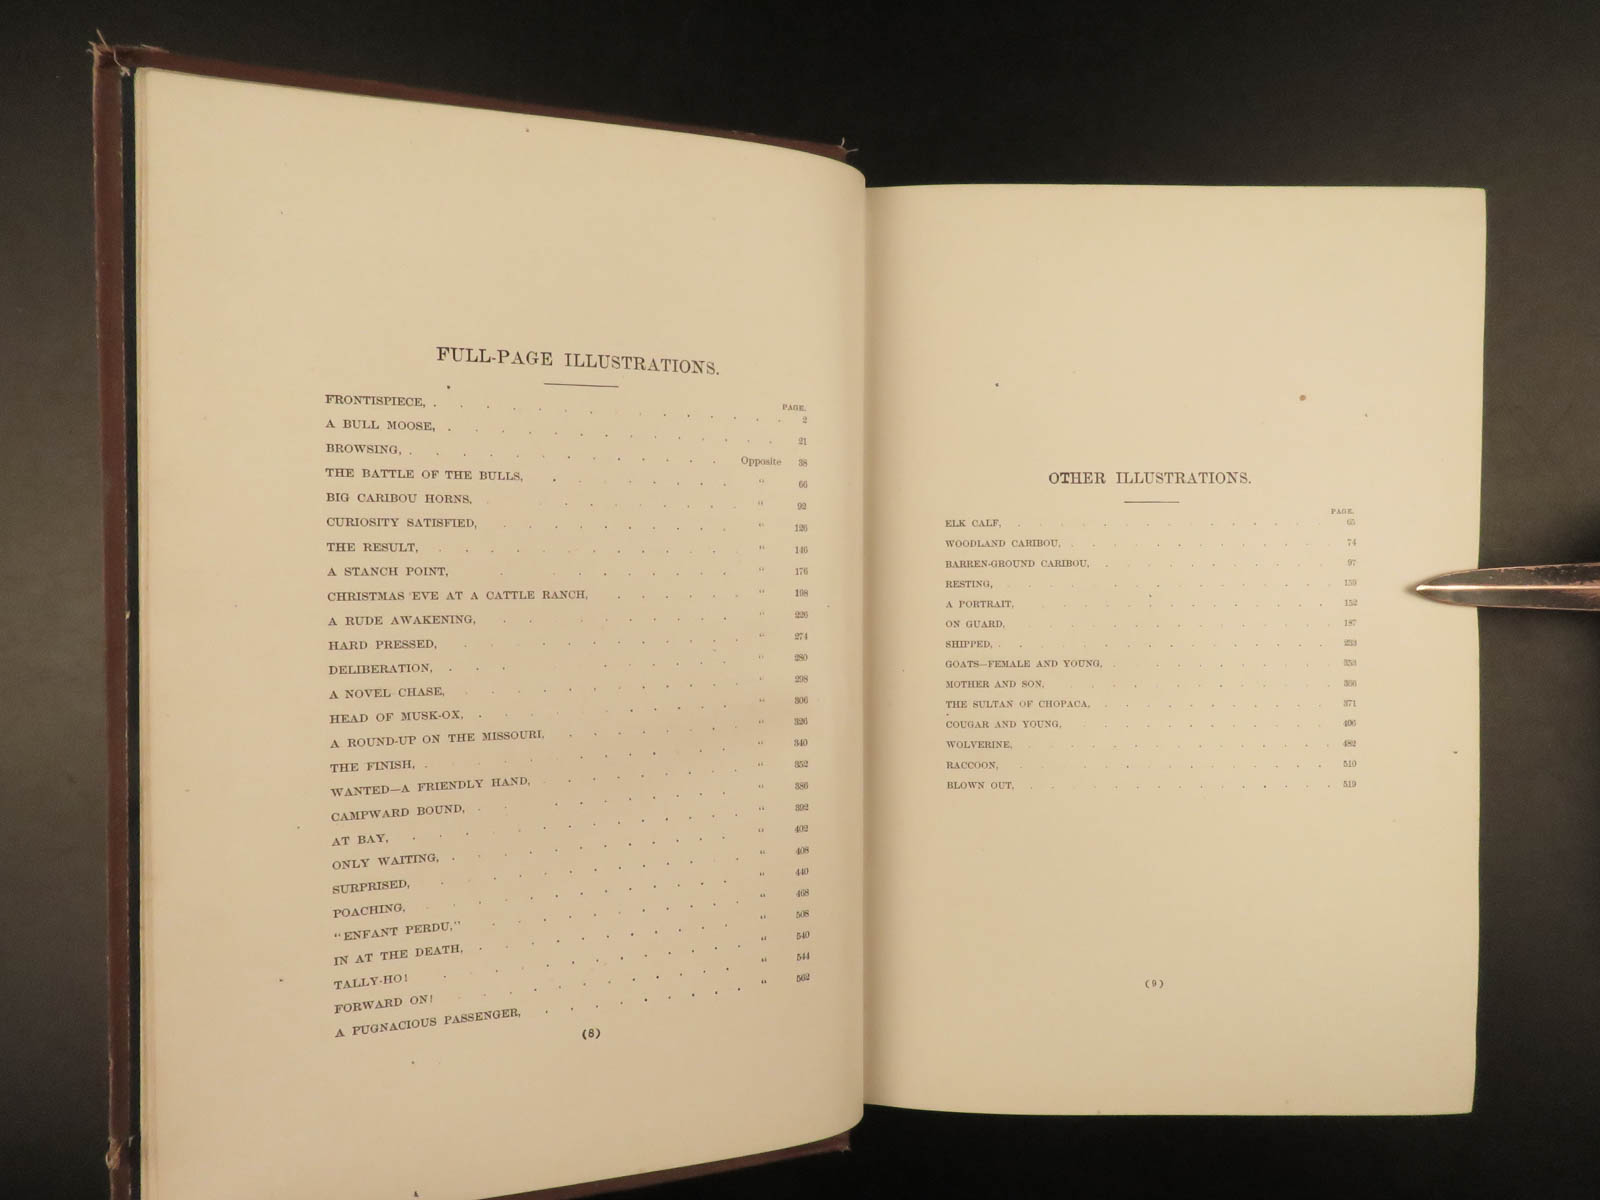 FULL-PAGE ILLUSTRATIONS.
PAGE.
FRONTISPIECE, 2
A BULL MOOSE, 21
BROWSING, Opposite 38
THE BATTLE OF THE BULLS, " 66
BIG CARIBOU HORNS, " 92
CURIOSITY SATISFIED, " 126
THE RESULT, " 146
A STANCH POINT, " 176
CHRISTMAS EVE AT A CATTLE RANCH, " 198
A RUDE AWAKENING, " 226
HARD PRESSED, " 274
DELIBERATION, " 280
A NOVEL CHASE, " 298
HEAD OF MUSK-OX, " 306
A ROUND-UP ON THE MISSOURI, " 326
THE FINISH, " 340
WANTED—A FRIENDLY HAND, " 352
CAMPWARD BOUND, " 386
AT BAY, " 392
ONLY WAITING, " 402
SURPRISED, " 408
POACHING, " 440
"ENFANT PERDU," " 468
IN AT THE DEATH, " 508
TALLY-HO! " 540
FORWARD ON! " 544
A PUGNACIOUS PASSENGER, " 562
(8)
OTHER ILLUSTRATIONS.
PAGE.
ELK CALF, 65
WOODLAND CARIBOU, 74
BARREN-GROUND CARIBOU, 97
RESTING, 159
A PORTRAIT, 152
ON GUARD, 187
SHIPPED, 233
GOATS—FEMALE AND YOUNG, 353
MOTHER AND SON, 366
THE SULTAN OF CHOPACA, 371
COUGAR AND YOUNG, 406
WOLVERINE, 482
RACCOON, 510
BLOWN OUT, 519
(9)